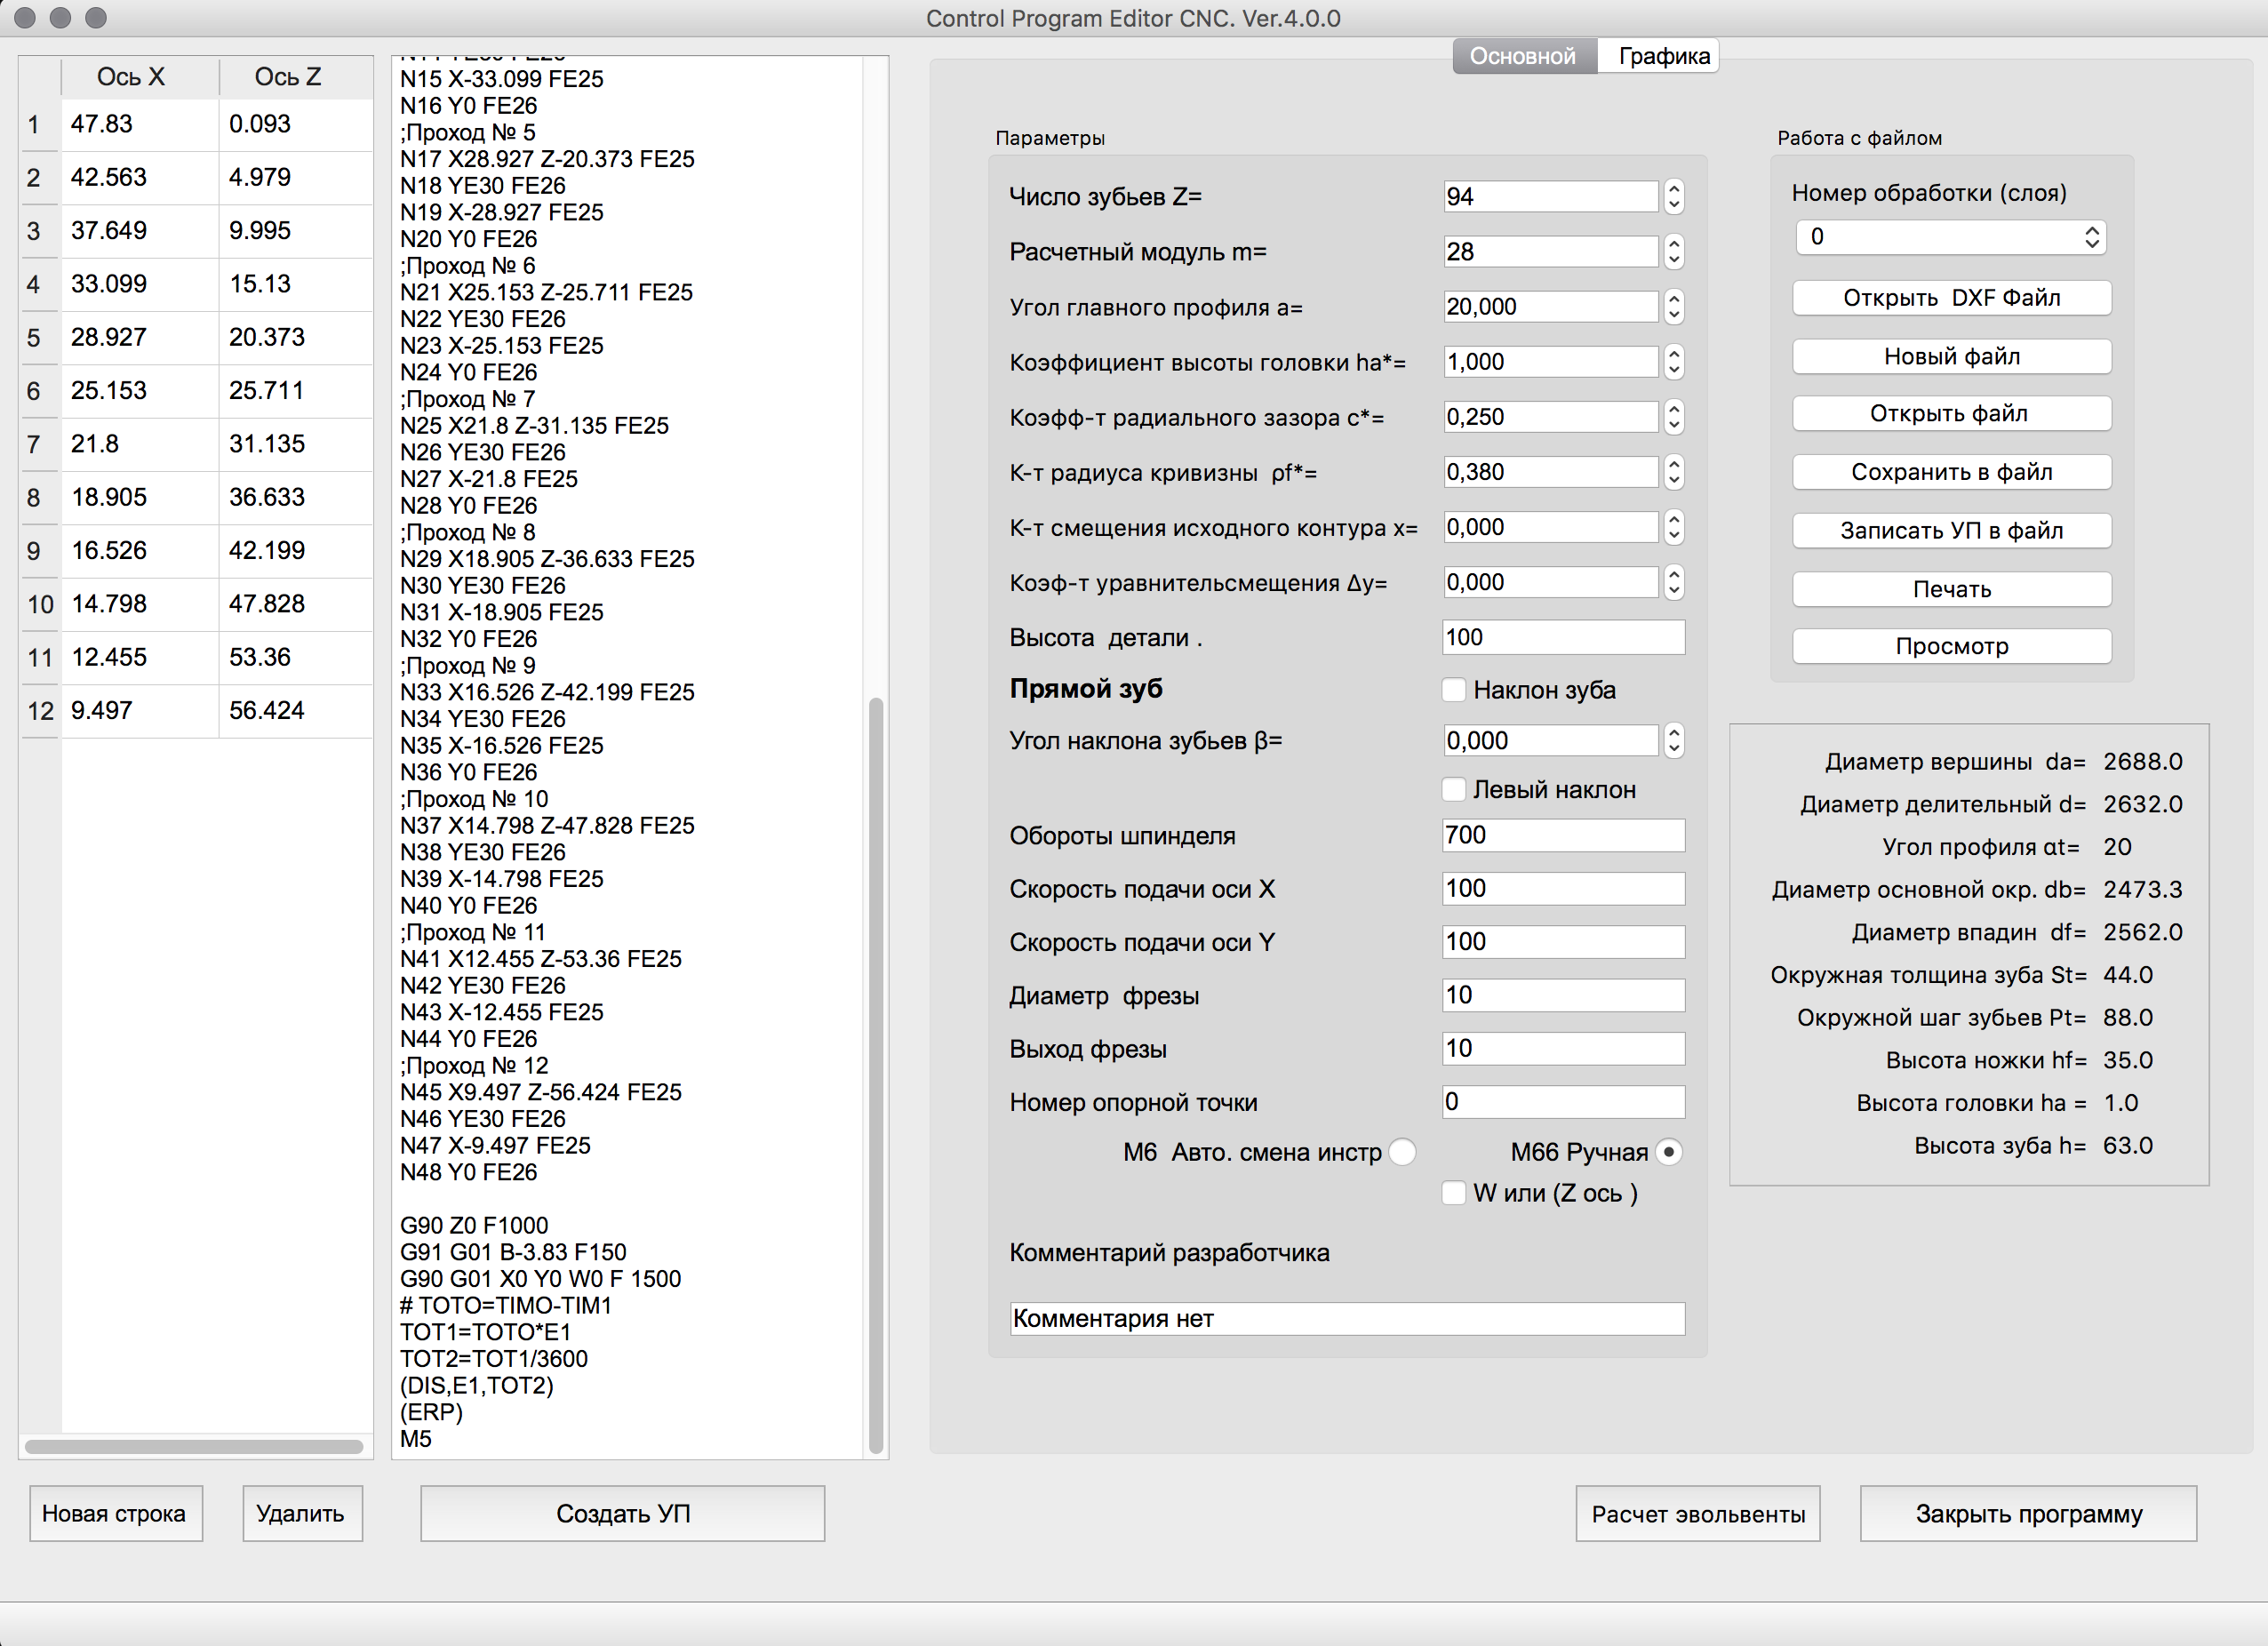 Control Program Editor CNC. Ver.4.0.0
Ось X Ось Z
1 47.83 0.093
2 42.563 4.979
3 37.649 9.995
4 33.099 15.13
5 28.927 20.373
6 25.153 25.711
7 21.8 31.135
8 18.905 36.633
9 16.526 42.199
10 14.798 47.828
11 12.455 53.36
12 9.497 56.424
N15 X-33.099 FE25
N16 Y0 FE26
;Проход № 5
N17 X28.927 Z-20.373 FE25
N18 YE30 FE26
N19 X-28.927 FE25
N20 Y0 FE26
;Проход № 6
N21 X25.153 Z-25.711 FE25
N22 YE30 FE26
N23 X-25.153 FE25
N24 Y0 FE26
;Проход № 7
N25 X21.8 Z-31.135 FE25
N26 YE30 FE26
N27 X-21.8 FE25
N28 Y0 FE26
;Проход № 8
N29 X18.905 Z-36.633 FE25
N30 YE30 FE26
N31 X-18.905 FE25
N32 Y0 FE26
;Проход № 9
N33 X16.526 Z-42.199 FE25
N34 YE30 FE26
N35 X-16.526 FE25
N36 Y0 FE26
;Проход № 10
N37 X14.798 Z-47.828 FE25
N38 YE30 FE26
N39 X-14.798 FE25
N40 Y0 FE26
;Проход № 11
N41 X12.455 Z-53.36 FE25
N42 YE30 FE26
N43 X-12.455 FE25
N44 Y0 FE26
;Проход № 12
N45 X9.497 Z-56.424 FE25
N46 YE30 FE26
N47 X-9.497 FE25
N48 Y0 FE26
G90 Z0 F1000
G91 G01 B-3.83 F150
G90 G01 X0 Y0 W0 F 1500
# TOTO=TIMO-TIM1
TOT1=TOTO*E1
TOT2=TOT1/3600
(DIS,E1,TOT2)
(ERP)
M5
Основной Графика
Параметры
Число зубьев Z= 94
Расчетный модуль m= 28
Угол главного профиля a= 20,000
Коэффициент высоты головки ha*= 1,000
Коэфф-т радиального зазора c*= 0,250
К-т радиуса кривизны ρf*= 0,380
К-т смещения исходного контура x= 0,000
Коэф-т уравнительсмещения Δy= 0,000
Высота детали . 100
Прямой зуб Наклон зуба
Угол наклона зубьев β= 0,000
Левый наклон
Обороты шпинделя 700
Скорость подачи оси X 100
Скорость подачи оси Y 100
Диаметр фрезы 10
Выход фрезы 10
Номер опорной точки 0
M6 Авто. смена инстр M66 Ручная
W или (Z ось )
Комментарий разработчика
Комментария нет
Работа с файлом
Номер обработки (слоя)
0
Открыть DXF Файл
Новый файл
Открыть файл
Сохранить в файл
Записать УП в файл
Печать
Просмотр
Диаметр вершины da= 2688.0
Диаметр делительный d= 2632.0
Угол профиля αt= 20
Диаметр основной окр. db= 2473.3
Диаметр впадин df= 2562.0
Окружная толщина зуба St= 44.0
Окружной шаг зубьев Pt= 88.0
Высота ножки hf= 35.0
Высота головки ha = 1.0
Высота зуба h= 63.0
Новая строка Удалить Создать УП Расчет эвольвенты Закрыть программу